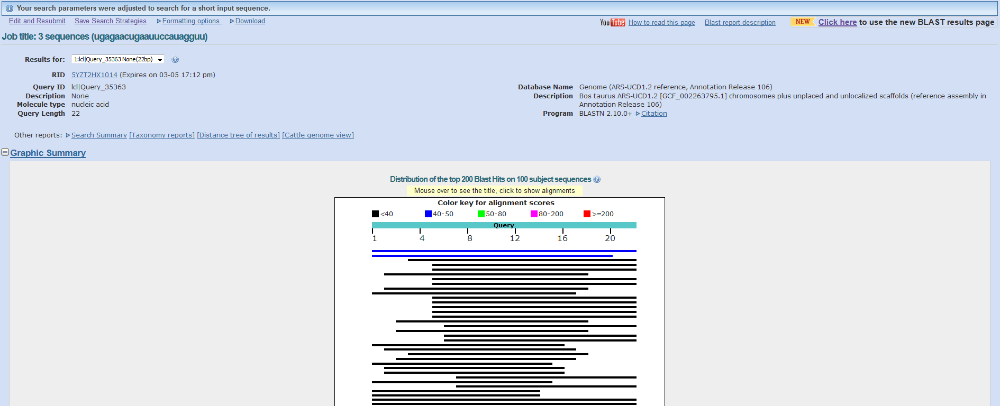 Your search parameters were adjusted to search for a short input sequence.
Edit and Resubmit Save Search Strategies Formatting options Download
YouTube How to read this page Blast report description NEW Click here to use the new BLAST results page
Job title: 3 sequences (ugagaacugaauuccauagguu)
Results for: 1:lcl|Query_35363 None(22bp)
RID 5YZT2HX1014 (Expires on 03-05 17:12 pm)
Query ID lcl|Query_35363
Description None
Molecule type nucleic acid
Query Length 22
Database Name Genome (ARS-UCD1.2 reference, Annotation Release 106)
Description Bos taurus ARS-UCD1.2 [GCF_002263795.1] chromosomes plus unplaced and unlocalized scaffolds (reference assembly in
Annotation Release 106)
Program BLASTN 2.10.0+ Citation
Other reports: Search Summary [Taxonomy reports] [Distance tree of results] [Cattle genome view]
Graphic Summary
Distribution of the top 200 Blast Hits on 100 subject sequences
Mouse over to see the title, click to show alignments
Color key for alignment scores
<40 40-50 50-80 80-200 >=200
Query
1 4 8 12 16 20